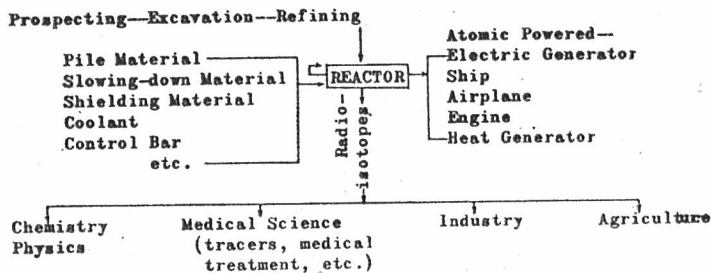 Prospecting—Excavation—Refining
Pile Material
Slowing-down Material
Shielding Material
Coolant
Control Bar
etc.
REACTOR
Atomic Powered—
Electric Generator
Ship
Airplane
Engine
Heat Generator
Radio-
isotopes
Chemistry
Physics
Medical Science
(tracers, medical
treatment, etc.)
Industry
Agriculture